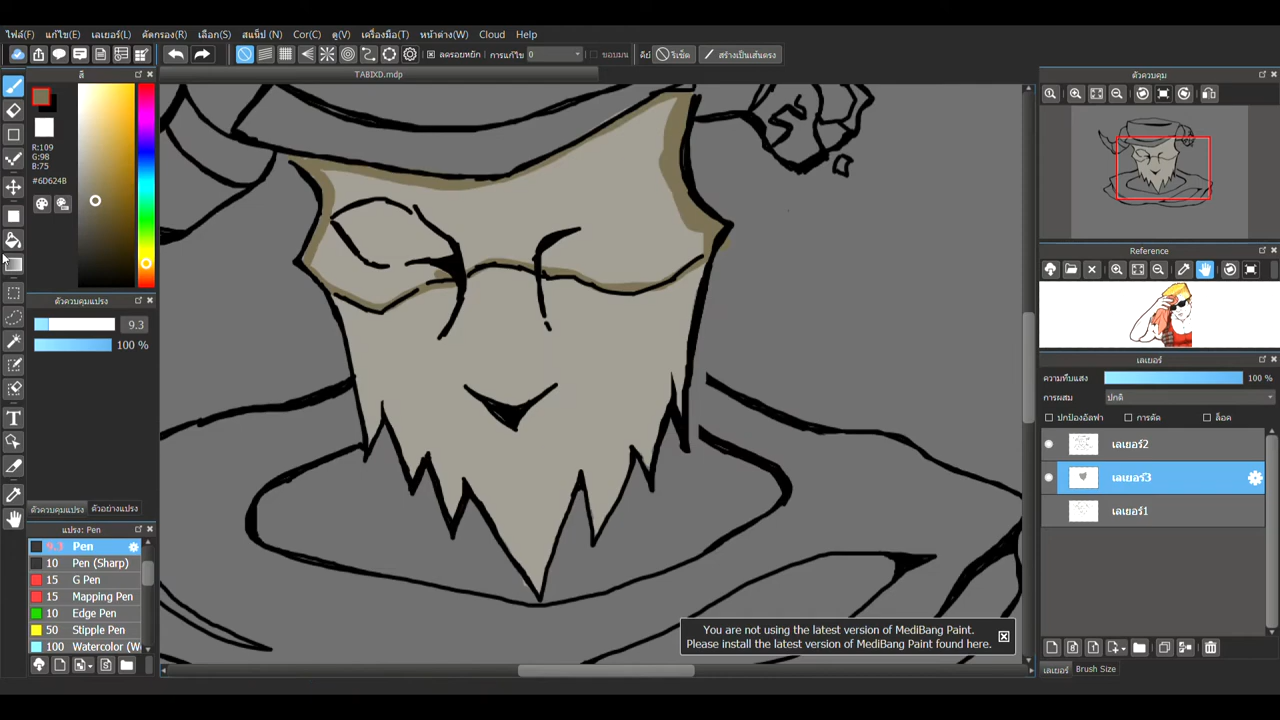 ไฟล์(F) แก้ไข(E) เลเยอร์(L) คัดกรอง(R) เลือก(S) สแน็ป (N) Cor(C) ดู(V) เครื่องมือ(T) หน้าต่าง(W) Cloud Help
ลดรอยหยัก การแก้ไข 0 ขอบมน คีย์ รีเซ็ต สร้างเป็นเส้นตรง
สี
TABIXD.mdp
ตัวควบคุม
R:109
G:98
B:75
#6D624B
Reference
ตัวควบคุมแปรง
9.3
100 %
ตัวควบคุมแปรง ตัวอย่างแปรง
แปรง: Pen
9.3 Pen
10 Pen (Sharp)
15 G Pen
15 Mapping Pen
10 Edge Pen
50 Stipple Pen
100 Watercolor (W
เลเยอร์
ความทึบแสง 100 %
การผสม ปกติ
ปกป้องอัลฟา การตัด ล็อค
เลเยอร์2
เลเยอร์3
เลเยอร์1
You are not using the latest version of MediBang Paint.
Please install the latest version of MediBang Paint found here.
เลเยอร์ Brush Size